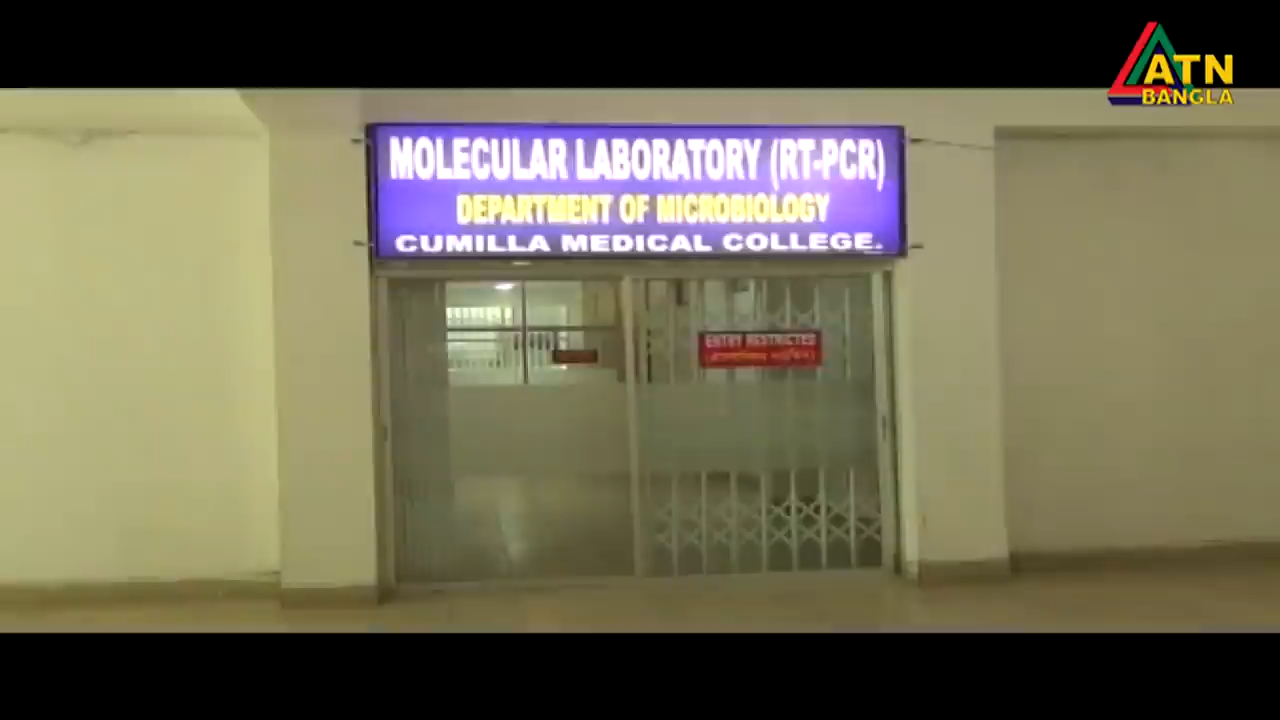 ATN
BANGLA
MOLECULAR LABORATORY (RT-PCR)
DEPARTMENT OF MICROBIOLOGY
CUMILLA MEDICAL COLLEGE.
ENTRY RESTRICTED